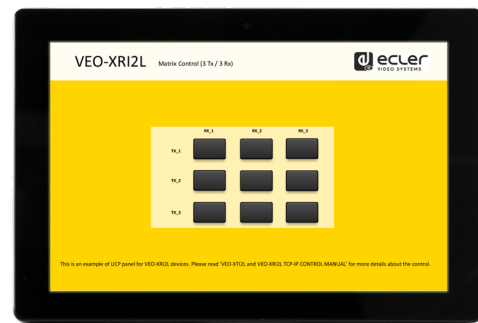 VEO-XRI2L Matrix Control (3 Tx / 3 Rx) ecler
VIDEO SYSTEMS
RX_1 RX_2 RX_3
TX_1
TX_2
TX_3
This is an example of UCP panel for VEO-XRI2L devices. Please read 'VEO-XTI2L and VEO-XRI2L TCP-IP CONTROL MANUAL' for more details about the control.